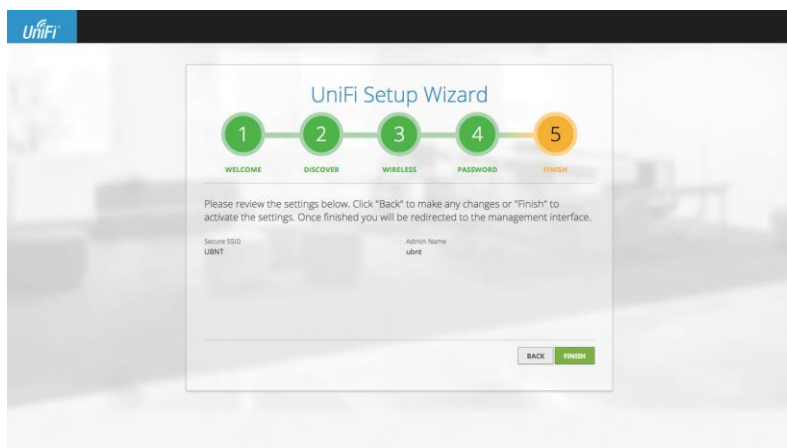 UniFi
UniFi Setup Wizard
1 2 3 4 5
WELCOME DISCOVER WIRELESS PASSWORD FINISH
Please review the settings below. Click "Back" to make any changes or "Finish" to
activate the settings. Once finished you will be redirected to the management interface.
Secure SSID Admin Name
UBNT ubnt
BACK FINISH